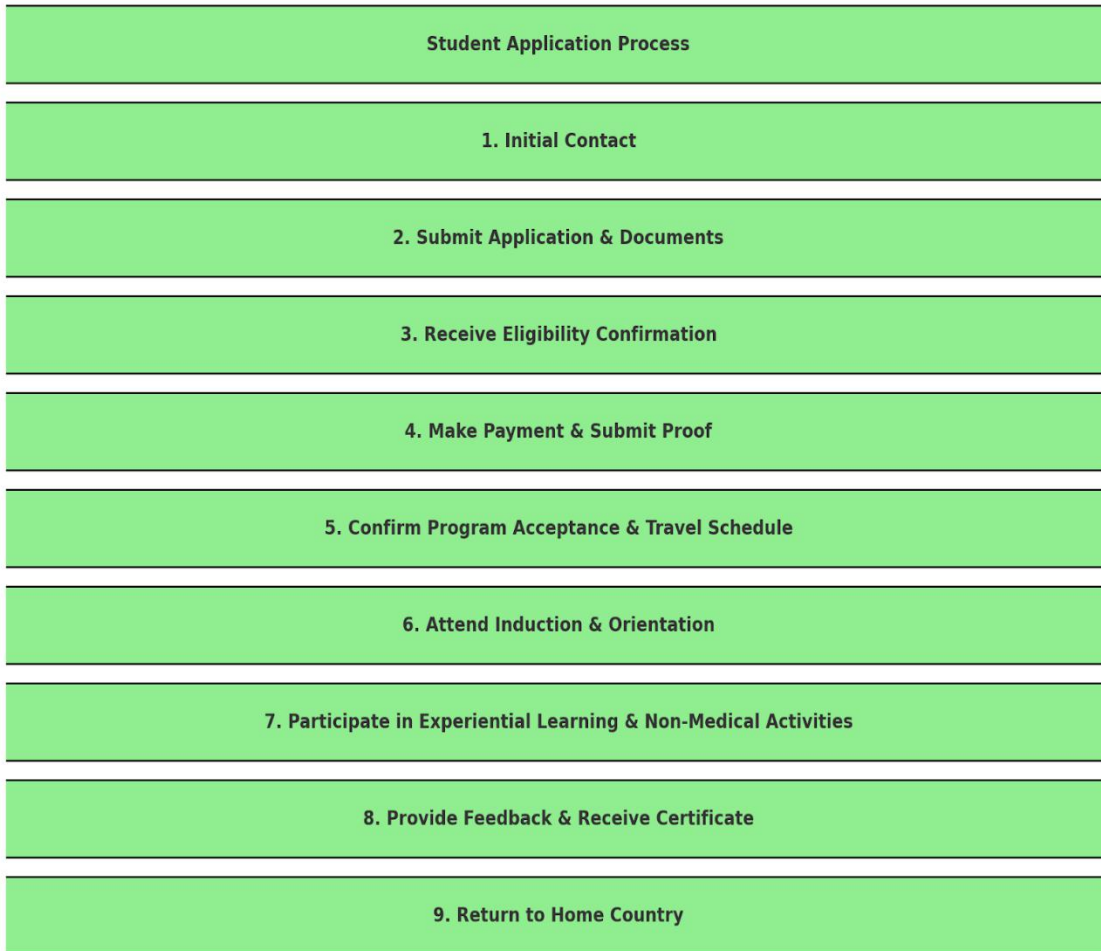 Student Application Process
1. Initial Contact
2. Submit Application & Documents
3. Receive Eligibility Confirmation
4. Make Payment & Submit Proof
5. Confirm Program Acceptance & Travel Schedule
6. Attend Induction & Orientation
7. Participate in Experiential Learning & Non-Medical Activities
8. Provide Feedback & Receive Certificate
9. Return to Home Country